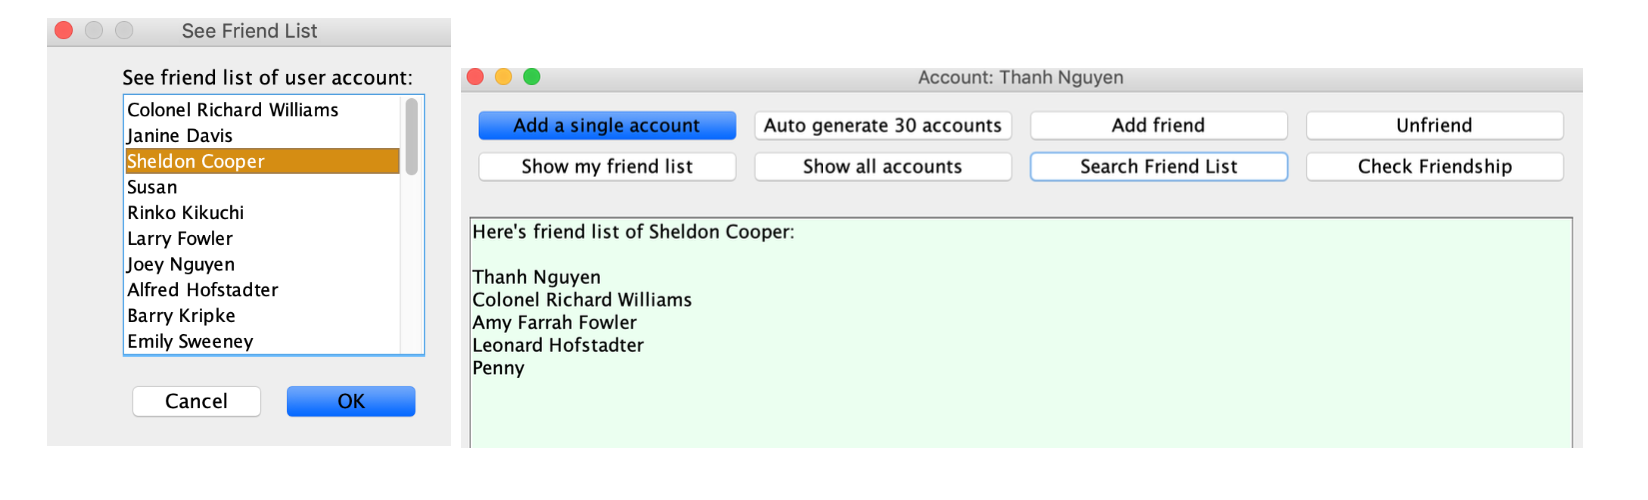 See Friend List
See friend list of user account:
Colonel Richard Williams
Janine Davis
Sheldon Cooper
Susan
Rinko Kikuchi
Larry Fowler
Joey Nguyen
Alfred Hofstadter
Barry Kripke
Emily Sweeney
Cancel OK
Account: Thanh Nguyen
Add a single account Auto generate 30 accounts Add friend Unfriend
Show my friend list Show all accounts Search Friend List Check Friendship
Here's friend list of Sheldon Cooper:
Thanh Nguyen
Colonel Richard Williams
Amy Farrah Fowler
Leonard Hofstadter
Penny